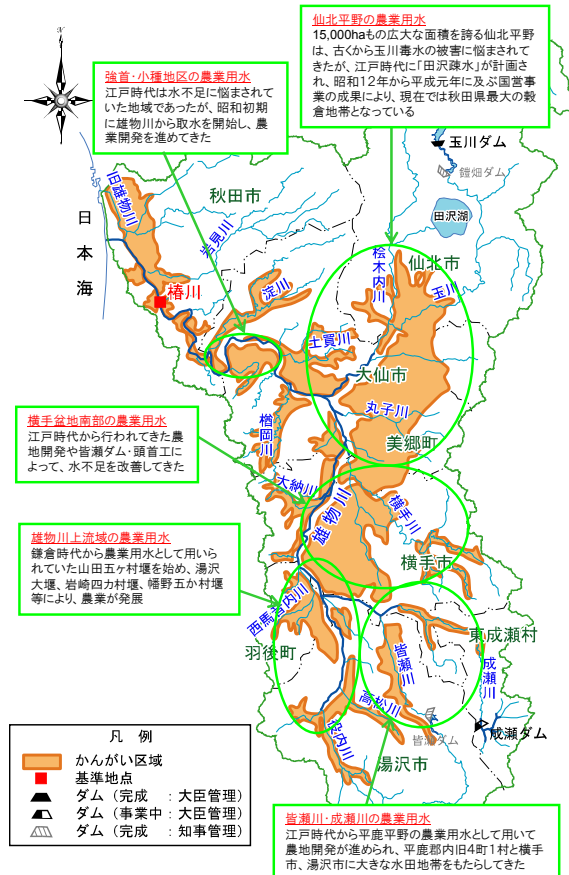 仙北平野の農業用水
15,000haもの広大な面積を誇る仙北平野
は、古くから玉川毒水の被害に悩まされて
きたが、江戸時代に「田沢疎水」が計画さ
れ、昭和12年から平成元年に及ぶ国営事
業の成果により、現在では秋田県最大の穀
倉地帯となっている
強首・小種地区の農業用水
江戸時代は水不足に悩まされて
いた地域であったが、昭和初期
に雄物川から取水を開始し、農
業開発を進めてきた
玉川ダム
鎧畑ダム
田沢湖
旧雄物川
秋田市
岩見川
日本海
椿川
淀川
桧木内川
仙北市
玉川
土買川
大仙市
丸子川
楢岡川
美郷町
横手盆地南部の農業用水
江戸時代から行われてきた農
地開発や皆瀬ダム・頭首工に
よって、水不足を改善してきた
大納川
雄物川
横手川
横手市
雄物川上流域の農業用水
鎌倉時代から農業用水として用いら
れていた山田五ヶ村堰を始め、湯沢
大堰、岩崎四カ村堰、幡野五か村堰
等により、農業が発展
西馬音内川
羽後町
東成瀬村
皆瀬川
成瀬川
高松川
役内川
皆瀬ダム
成瀬ダム
湯沢市
凡 例
かんがい区域
基準地点
ダム（完成　：大臣管理）
ダム（事業中：大臣管理）
ダム（完成　：知事管理）
皆瀬川・成瀬川の農業用水
江戸時代から平鹿平野の農業用水として用いて
農地開発が進められ、平鹿郡内旧4町1村と横手
市、湯沢市に大きな水田地帯をもたらしてきた